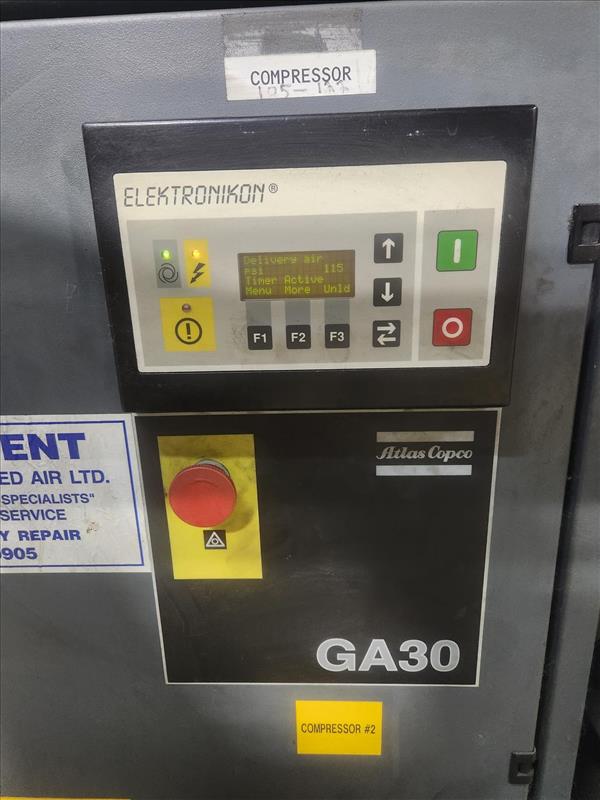 COMPRESSOR
105-
ELEKTRONIKON®
Delivery air
psi 115
Timer Active
Menu More Unld
F1 F2 F3
ENT
ED AIR LTD.
SPECIALISTS"
SERVICE
Y REPAIR
905
Atlas Copco
GA30
COMPRESSOR #2